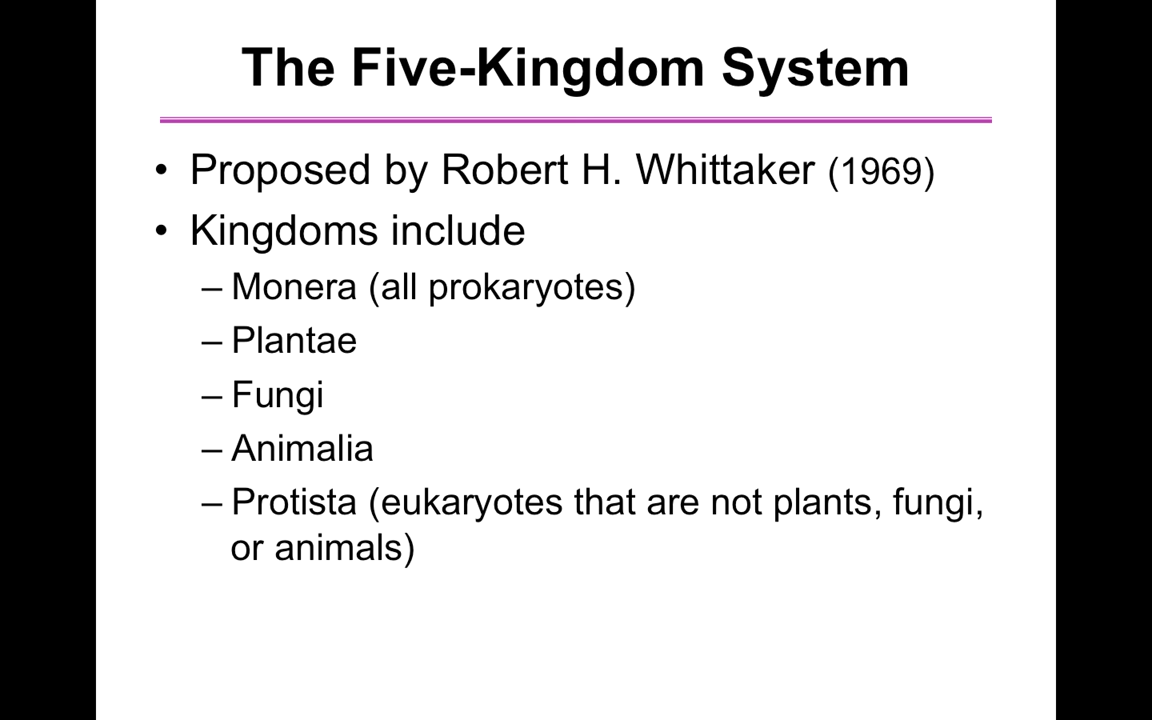 The Five-Kingdom System
• Proposed by Robert H. Whittaker (1969)
• Kingdoms include
– Monera (all prokaryotes)
– Plantae
– Fungi
– Animalia
– Protista (eukaryotes that are not plants, fungi,
or animals)